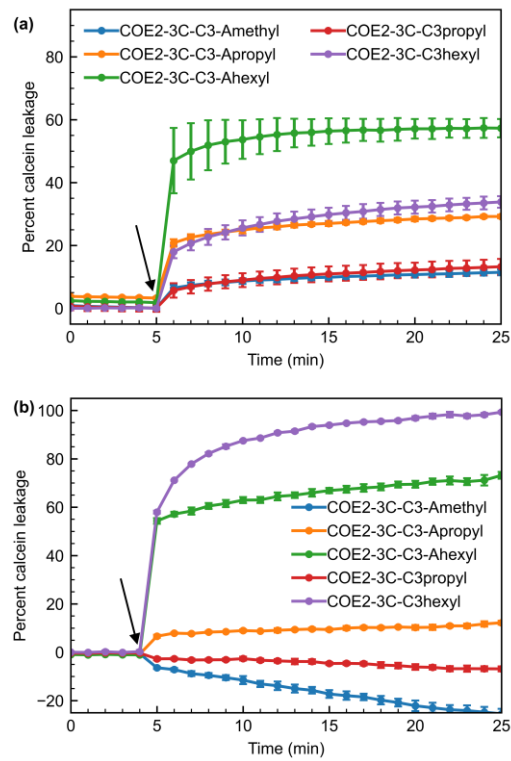 (a)
COE2-3C-C3-Amethyl
COE2-3C-C3propyl
COE2-3C-C3-Apropyl
COE2-3C-C3hexyl
COE2-3C-C3-Ahexyl
Percent calcein leakage
80
60
40
20
0
0 5 10 15 20 25
Time (min)
(b)
100
80
60
40
20
0
−20
Percent calcein leakage
COE2-3C-C3-Amethyl
COE2-3C-C3-Apropyl
COE2-3C-C3-Ahexyl
COE2-3C-C3propyl
COE2-3C-C3hexyl
0 5 10 15 20 25
Time (min)